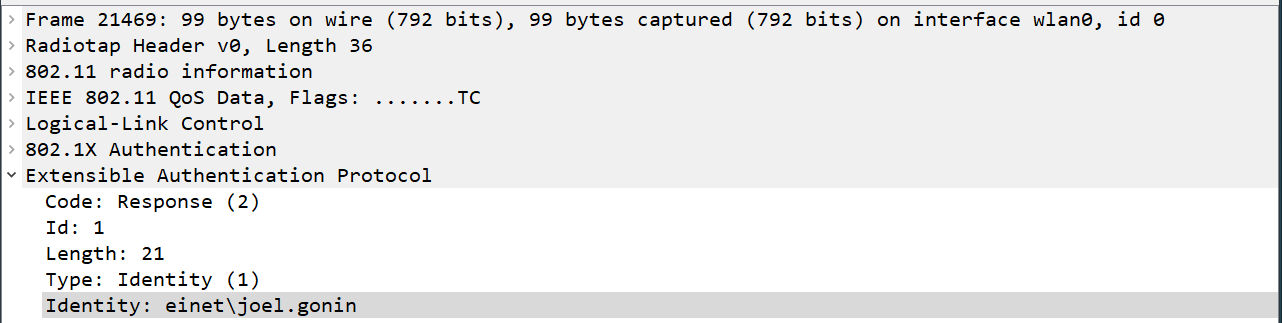 Frame 21469: 99 bytes on wire (792 bits), 99 bytes captured (792 bits) on interface wlan0, id 0
Radiotap Header v0, Length 36
802.11 radio information
IEEE 802.11 QoS Data, Flags: .......TC
Logical-Link Control
802.1X Authentication
Extensible Authentication Protocol
Code: Response (2)
Id: 1
Length: 21
Type: Identity (1)
Identity: einet\joel.gonin